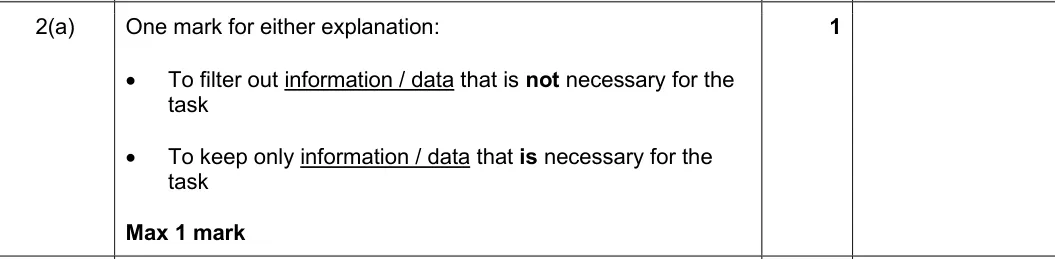 2(a) One mark for either explanation: 1
• To filter out information / data that is not necessary for the
task
• To keep only information / data that is necessary for the
task
Max 1 mark